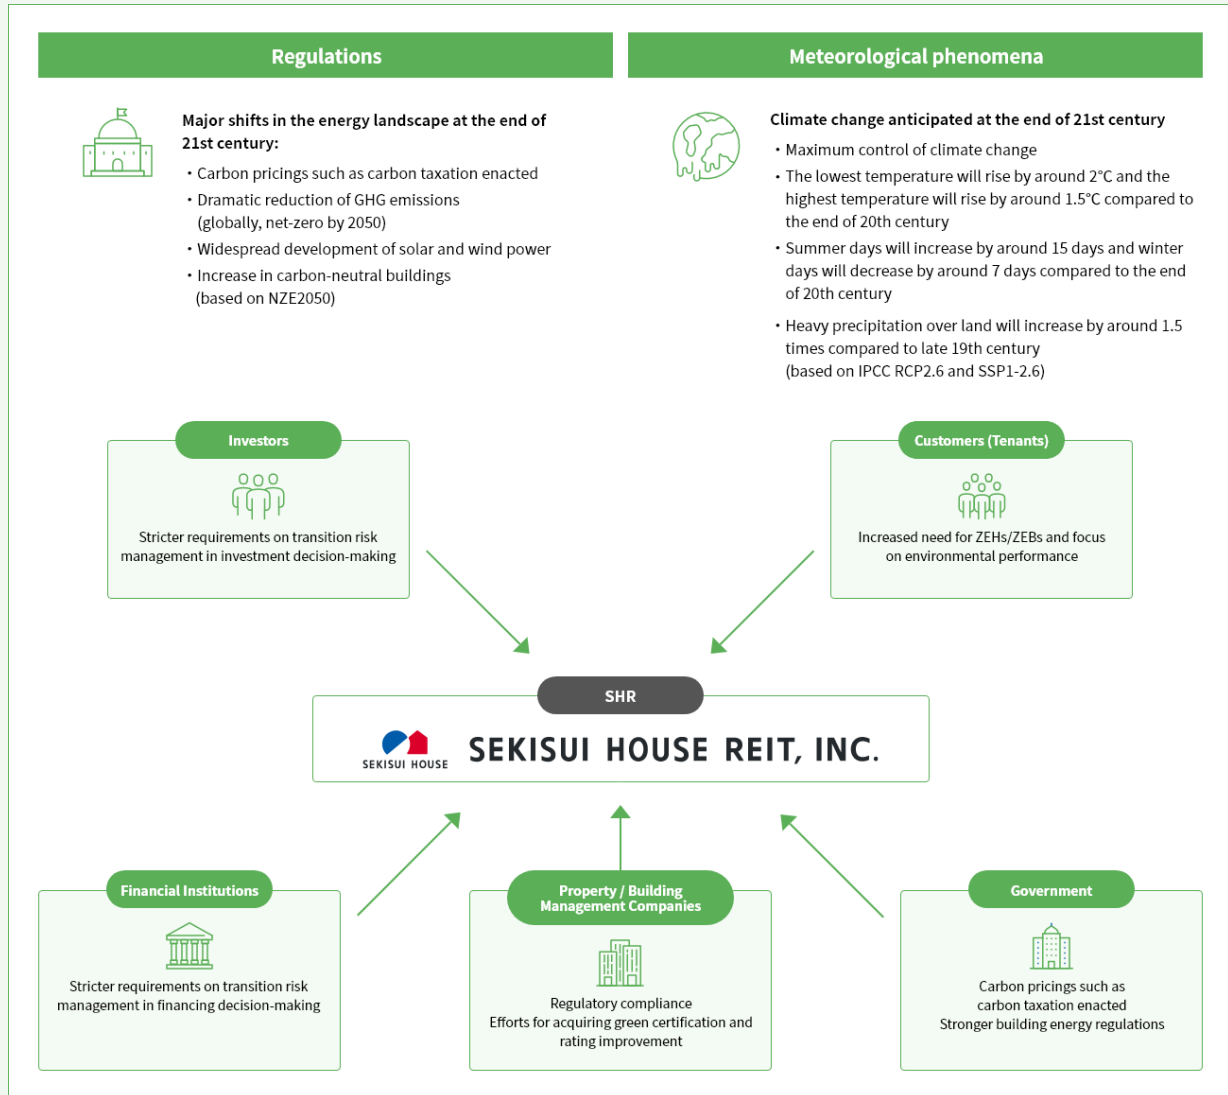 Regulations
Meteorological phenomena
Major shifts in the energy landscape at the end of
21st century:
・Carbon pricings such as carbon taxation enacted
・Dramatic reduction of GHG emissions
(globally, net-zero by 2050)
・Widespread development of solar and wind power
・Increase in carbon-neutral buildings
(based on NZE2050)
Climate change anticipated at the end of 21st century
・Maximum control of climate change
・The lowest temperature will rise by around 2°C and the
highest temperature will rise by around 1.5°C compared to
the end of 20th century
・Summer days will increase by around 15 days and winter
days will decrease by around 7 days compared to the end
of 20th century
・Heavy precipitation over land will increase by around 1.5
times compared to late 19th century
(based on IPCC RCP2.6 and SSP1-2.6)
Investors
Stricter requirements on transition risk
management in investment decision-making
Customers (Tenants)
Increased need for ZEHs/ZEBs and focus
on environmental performance
SHR
SEKISUI HOUSE
SEKISUI HOUSE REIT, INC.
Financial Institutions
Stricter requirements on transition risk
management in financing decision-making
Property / Building
Management Companies
Regulatory compliance
Efforts for acquiring green certification and
rating improvement
Government
Carbon pricings such as
carbon taxation enacted
Stronger building energy regulations